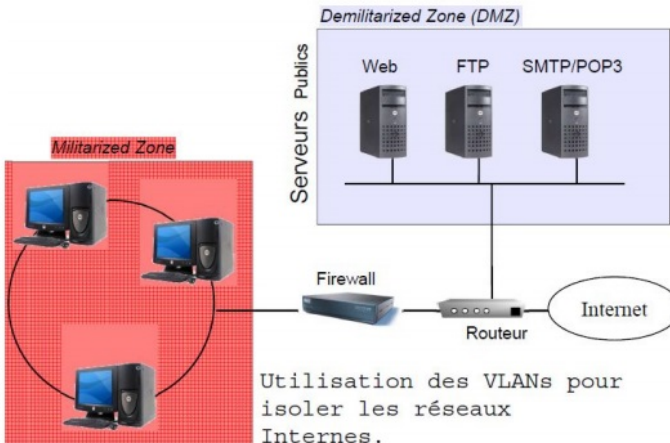 Demilitarized Zone (DMZ)
Serveurs Publics
Web
FTP
SMTP/POP3
Militarized Zone
Firewall
Routeur
Internet
Utilisation des VLANs pour
isoler les réseaux
Internes.